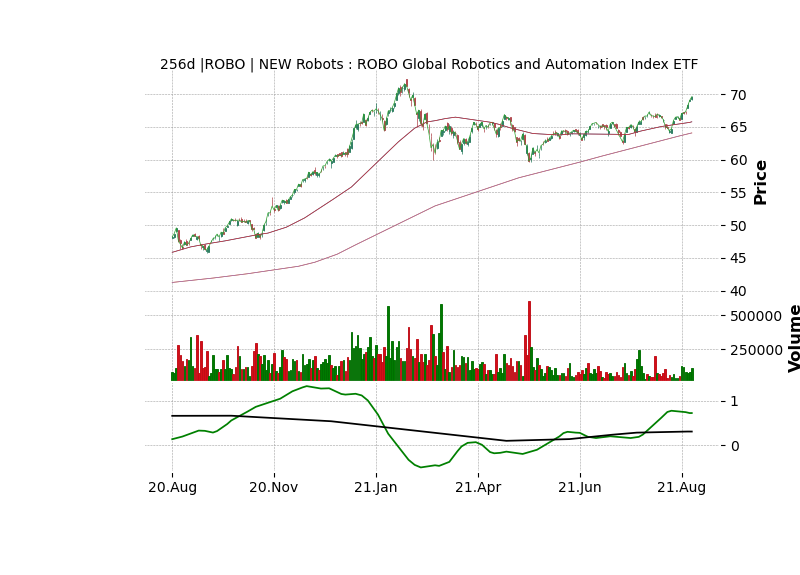 256d |ROBO | NEW Robots : ROBO Global Robotics and Automation Index ETF
70
65
60
55
50
45
40
Price
500000
250000
Volume
1
0
20.Aug 20.Nov 21.Jan 21.Apr 21.Jun 21.Aug